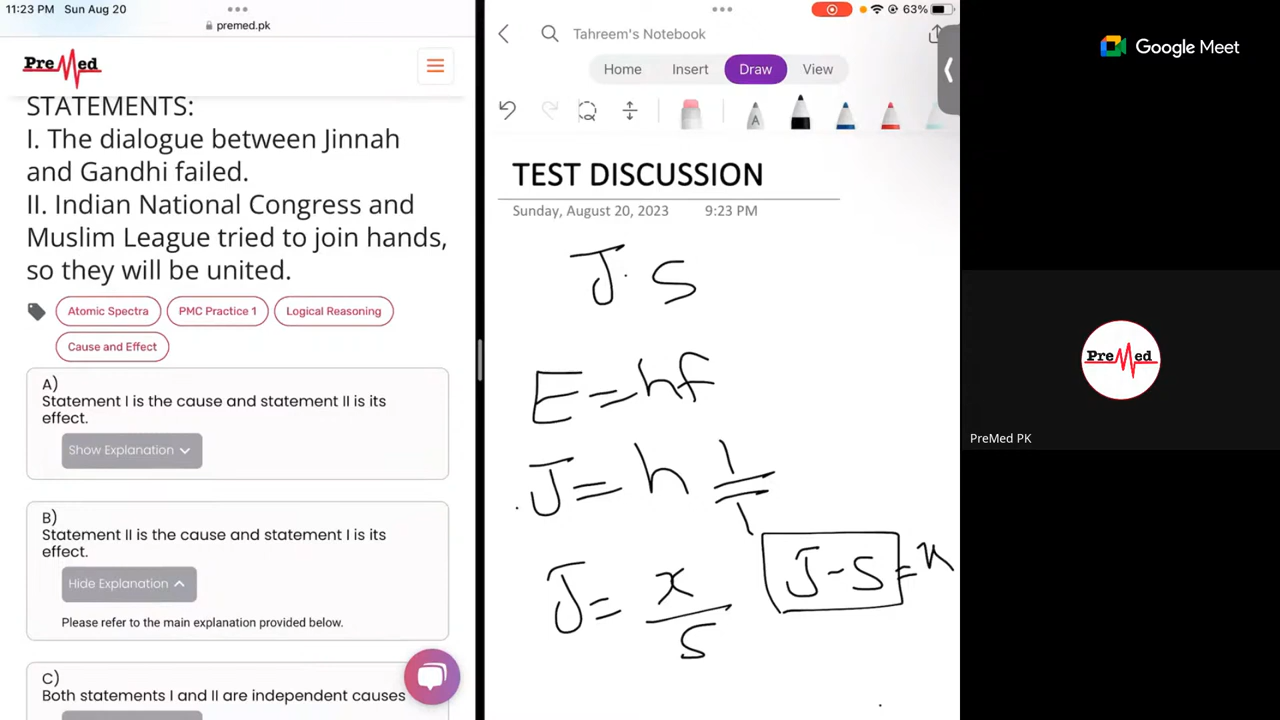 11:23 PM Sun Aug 20
premed.pk
PreMed
STATEMENTS:
I. The dialogue between Jinnah
and Gandhi failed.
II. Indian National Congress and
Muslim League tried to join hands,
so they will be united.
Atomic Spectra
PMC Practice 1
Logical Reasoning
Cause and Effect
A)
Statement I is the cause and statement II is its
effect.
Show Explanation
B)
Statement II is the cause and statement I is its
effect.
Hide Explanation
Please refer to the main explanation provided below.
C)
Both statements I and II are independent causes
63%
Tahreem's Notebook
Home Insert Draw View
A
TEST DISCUSSION
Sunday, August 20, 2023 9:23 PM
J·s
E=hf
J=h
J=x/s
J-s=x
Google Meet
PreMed
PreMed PK